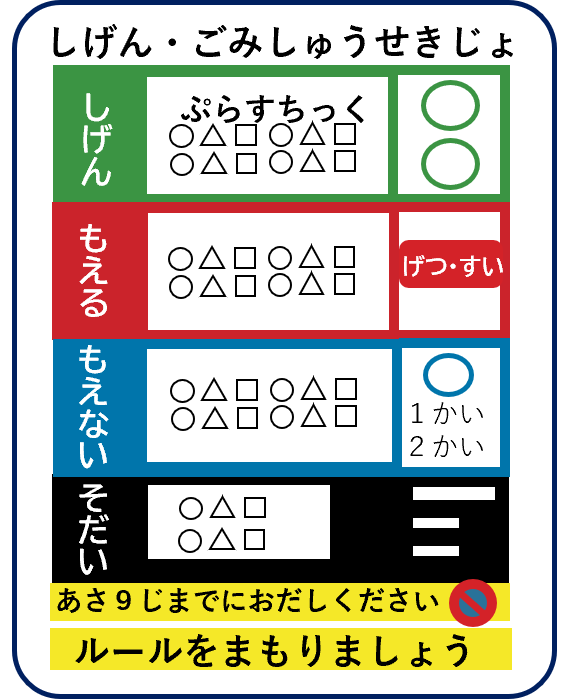 しげん・ごみしゅうせきじょ
しげん
ぷらすちっく
○△□○△□
○△□○△□
もえる
○△□○△□
○△□○△□
げつ・すい
もえない
○△□○△□
○△□○△□
1かい
2かい
そだい
○△□
○△□
あさ9じまでにおだしください
ルールをまもりましょう